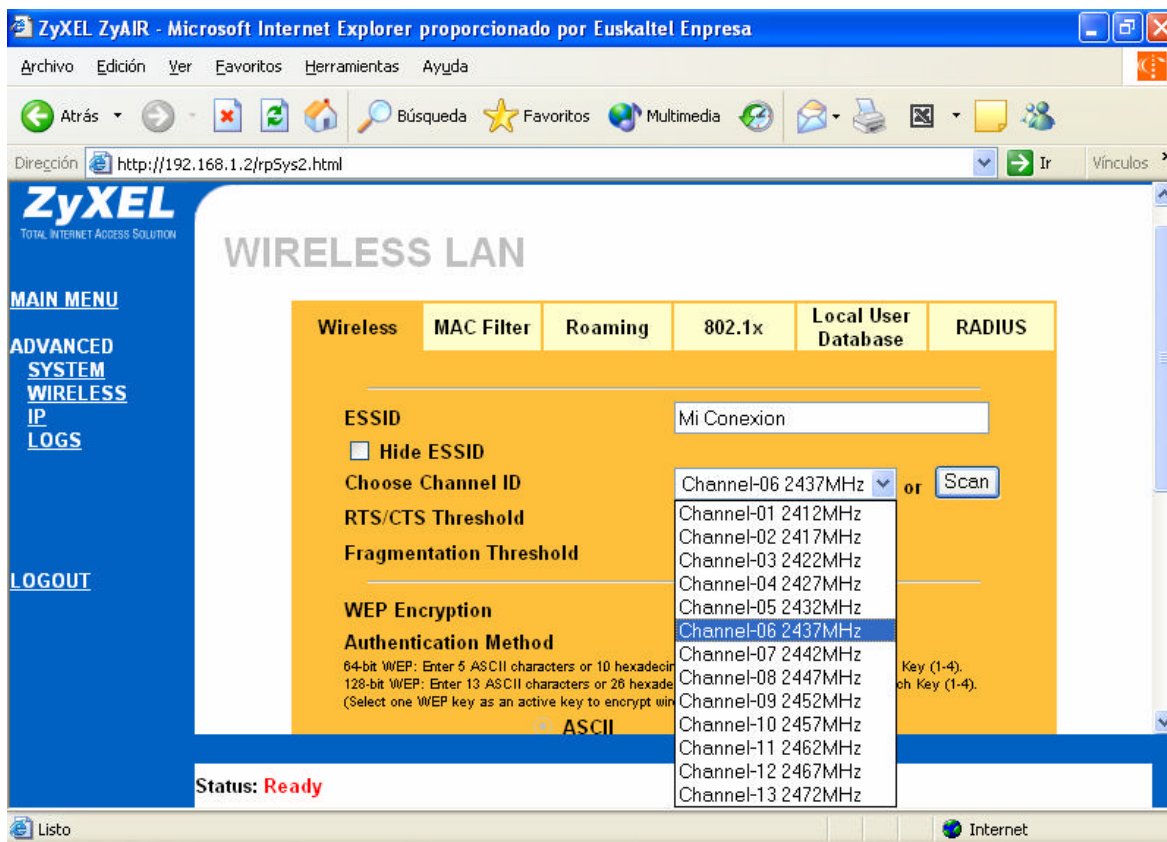 ZyXEL ZyAIR - Microsoft Internet Explorer proporcionado por Euskaltel Enpresa
Archivo Edición Ver Favoritos Herramientas Ayuda
Atrás Búsqueda Favoritos Multimedia
Dirección http://192.168.1.2/rpSys2.html Ir Vínculos
ZyXEL
TOTAL INTERNET ACCESS SOLUTION
WIRELESS LAN
MAIN MENU
ADVANCED
SYSTEM
WIRELESS
IP
LOGS
LOGOUT
Wireless MAC Filter Roaming 802.1x Local User Database RADIUS
ESSID Mi Conexion
Hide ESSID
Choose Channel ID Channel-06 2437MHz or Scan
RTS/CTS Threshold
Fragmentation Threshold
WEP Encryption
Authentication Method
64-bit WEP: Enter 5 ASCII characters or 10 hexadecin Key (1-4).
128-bit WEP: Enter 13 ASCII characters or 26 hexade ch Key (1-4).
(Select one WEP key as an active key to encrypt win
ASCII
Channel-01 2412MHz
Channel-02 2417MHz
Channel-03 2422MHz
Channel-04 2427MHz
Channel-05 2432MHz
Channel-06 2437MHz
Channel-07 2442MHz
Channel-08 2447MHz
Channel-09 2452MHz
Channel-10 2457MHz
Channel-11 2462MHz
Channel-12 2467MHz
Channel-13 2472MHz
Status: Ready
Listo Internet